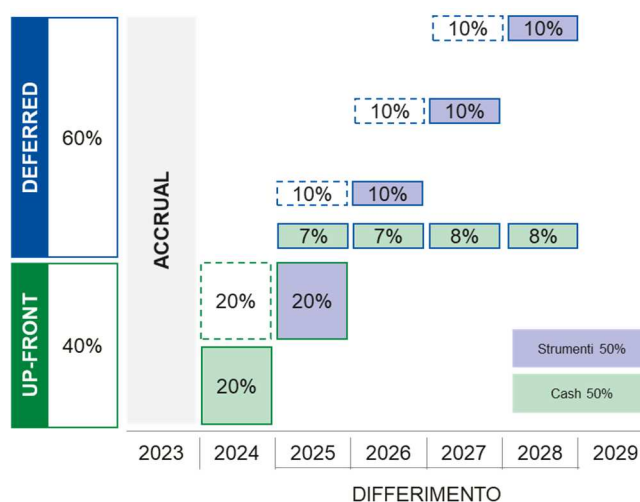 10% 10%
DEFERRED
60%
ACCRUAL
10% 10%
10% 10%
7% 7% 8% 8%
UP-FRONT
40%
20% 20%
Strumenti 50%
20%
Cash 50%
2023 2024 2025 2026 2027 2028 2029
DIFFERIMENTO